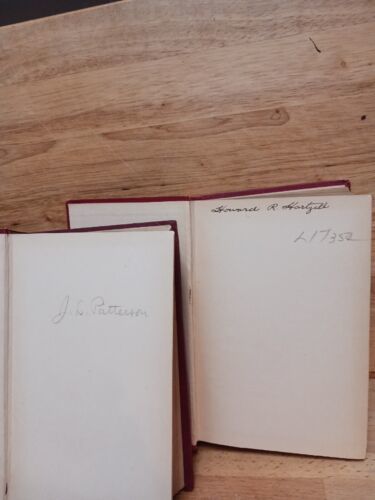 Howard R Hartzell
L17352
J. D. Patterson